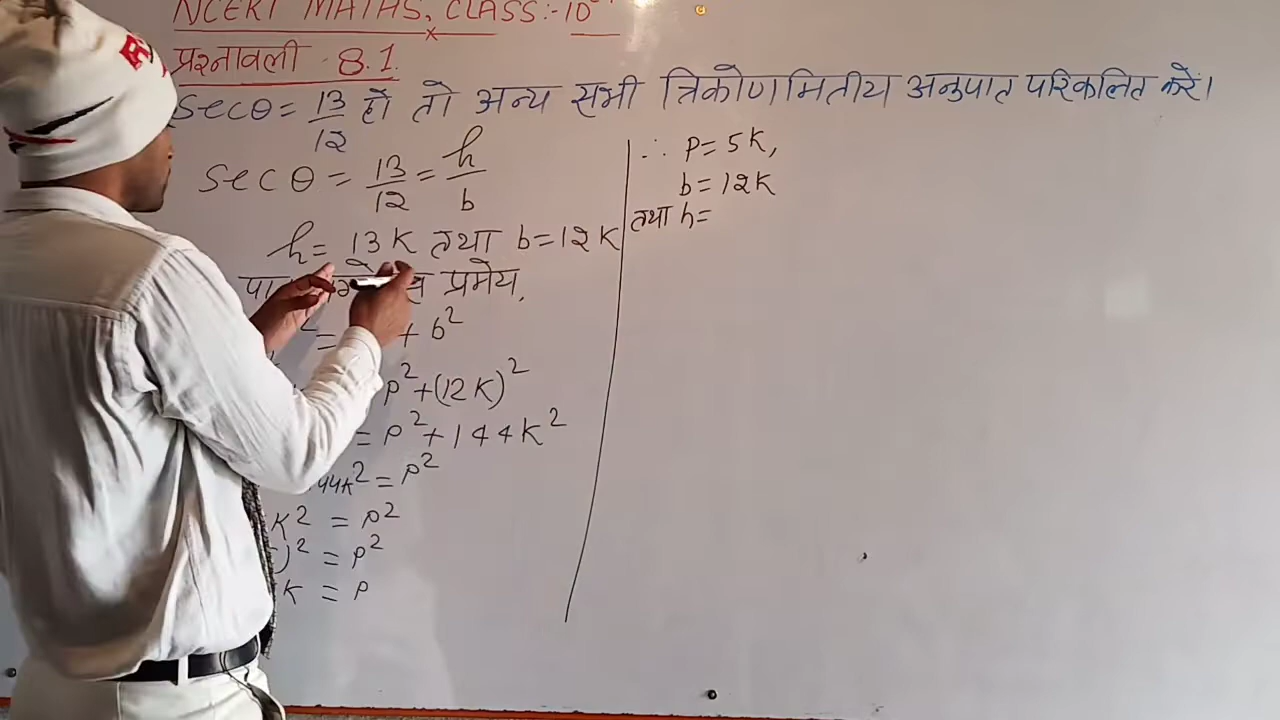 NCERT MATHS, CLASS:-10
प्रश्नावली 8.1.
secθ = 13/12 हो तो अन्य सभी त्रिकोणमितीय अनुपात परिकलित करें।
secθ = 13/12 = h/b
h = 13K तथा b = 12K
प्रमेय,
= + b²
p² + (12K)²
= p² + 144K²
44K² = p²
K² = p²
)² = p²
K = p
∴ p = 5K,
b = 12K
तथा h =